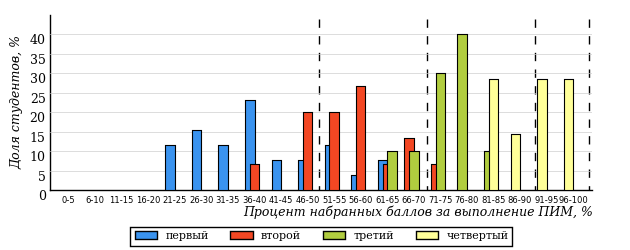 Доля студентов, %
40
35
30
25
20
15
10
5
0
0-5 6-10 11-15 16-20 21-25 26-30 31-35 36-40 41-45 46-50 51-55 56-60 61-65 66-70 71-75 76-80 81-85 86-90 91-95 96-100
Процент набранных баллов за выполнение ПИМ, %
первый второй третий четвертый